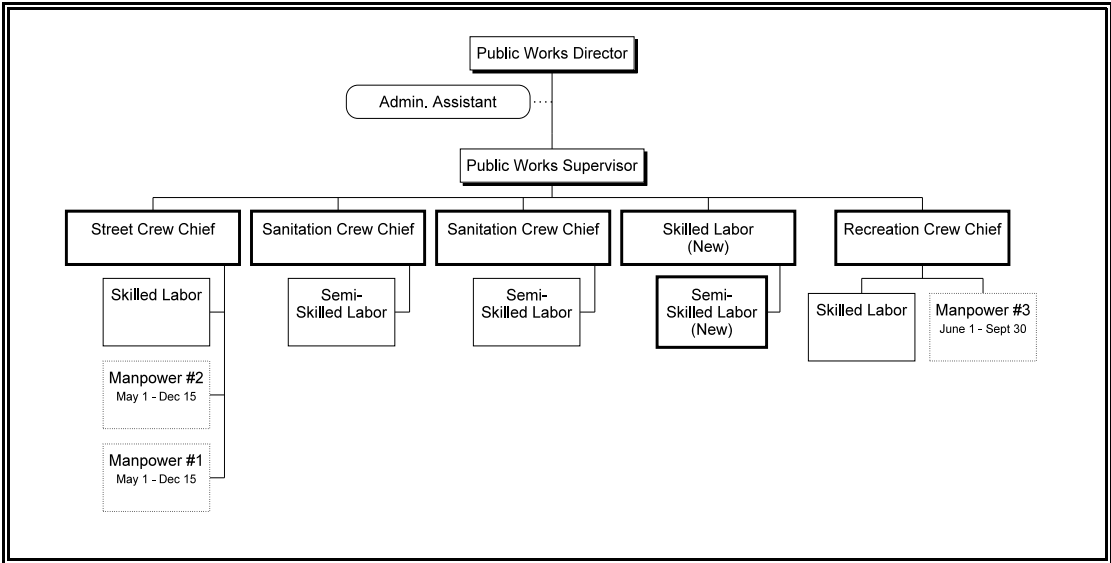 Public Works Director
Admin. Assistant
Public Works Supervisor
Street Crew Chief
Sanitation Crew Chief
Sanitation Crew Chief
Skilled Labor
(New)
Recreation Crew Chief
Skilled Labor
Semi-
Skilled Labor
Semi-
Skilled Labor
Semi-
Skilled Labor
(New)
Skilled Labor
Manpower #3
June 1 - Sept 30
Manpower #2
May 1 - Dec 15
Manpower #1
May 1 - Dec 15